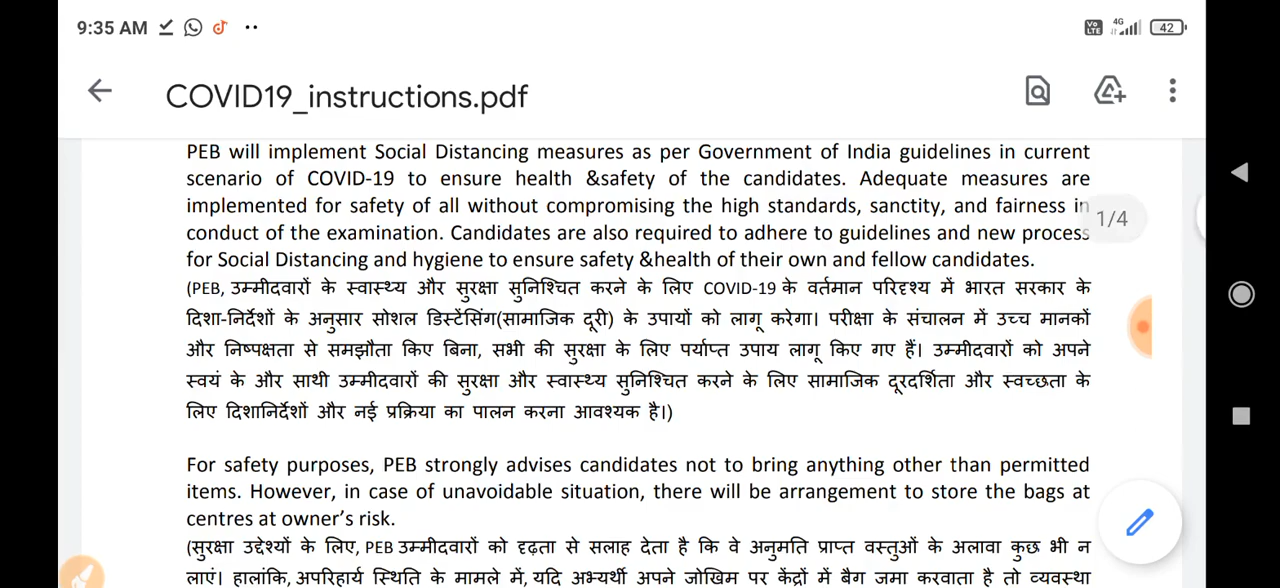 9:35 AM
Vo LTE 4G 42
COVID19_instructions.pdf
PEB will implement Social Distancing measures as per Government of India guidelines in current
scenario of COVID-19 to ensure health &safety of the candidates. Adequate measures are
implemented for safety of all without compromising the high standards, sanctity, and fairness in
1/4
conduct of the examination. Candidates are also required to adhere to guidelines and new process
for Social Distancing and hygiene to ensure safety &health of their own and fellow candidates.
(PEB, उम्मीदवारों के स्वास्थ्य और सुरक्षा सुनिश्चित करने के लिए COVID-19 के वर्तमान परिदृश्य में भारत सरकार के
दिशा-निर्देशों के अनुसार सोशल डिस्टेंसिंग(सामाजिक दूरी) के उपायों को लागू करेगा। परीक्षा के संचालन में उच्च मानकों
और निष्पक्षता से समझौता किए बिना, सभी की सुरक्षा के लिए पर्याप्त उपाय लागू किए गए हैं। उम्मीदवारों को अपने
स्वयं के और साथी उम्मीदवारों की सुरक्षा और स्वास्थ्य सुनिश्चित करने के लिए सामाजिक दूरदर्शिता और स्वच्छता के
लिए दिशानिर्देशों और नई प्रक्रिया का पालन करना आवश्यक है।)
For safety purposes, PEB strongly advises candidates not to bring anything other than permitted
items. However, in case of unavoidable situation, there will be arrangement to store the bags at
centres at owner's risk.
(सुरक्षा उद्देश्यों के लिए, PEB उम्मीदवारों को दृढ़ता से सलाह देता है कि वे अनुमति प्राप्त वस्तुओं के अलावा कुछ भी न
लाएं। हालांकि, अपरिहार्य स्थिति के मामले में, यदि अभ्यर्थी अपने जोखिम पर केंद्रों में बैग जमा करवाता है तो व्यवस्था